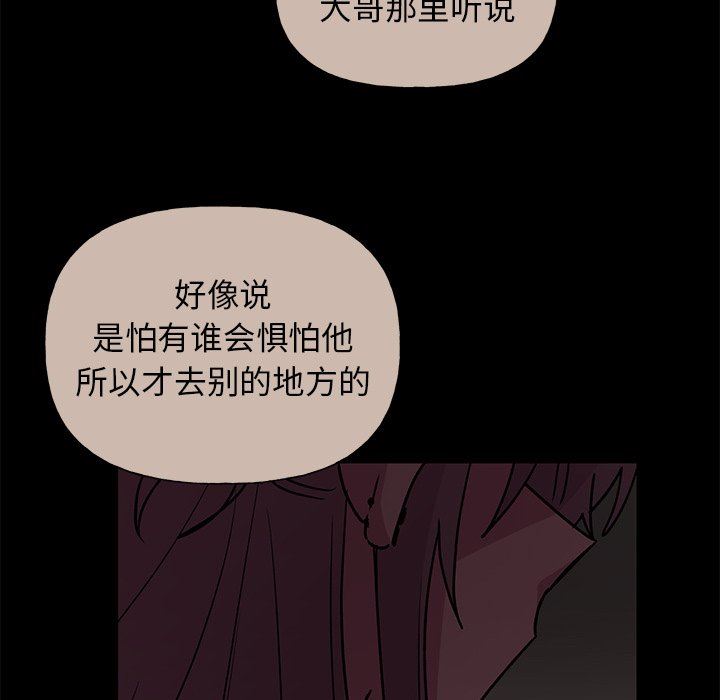 大哥那里听说
好像说
是怕有谁会惧怕他
所以才去别的地方的